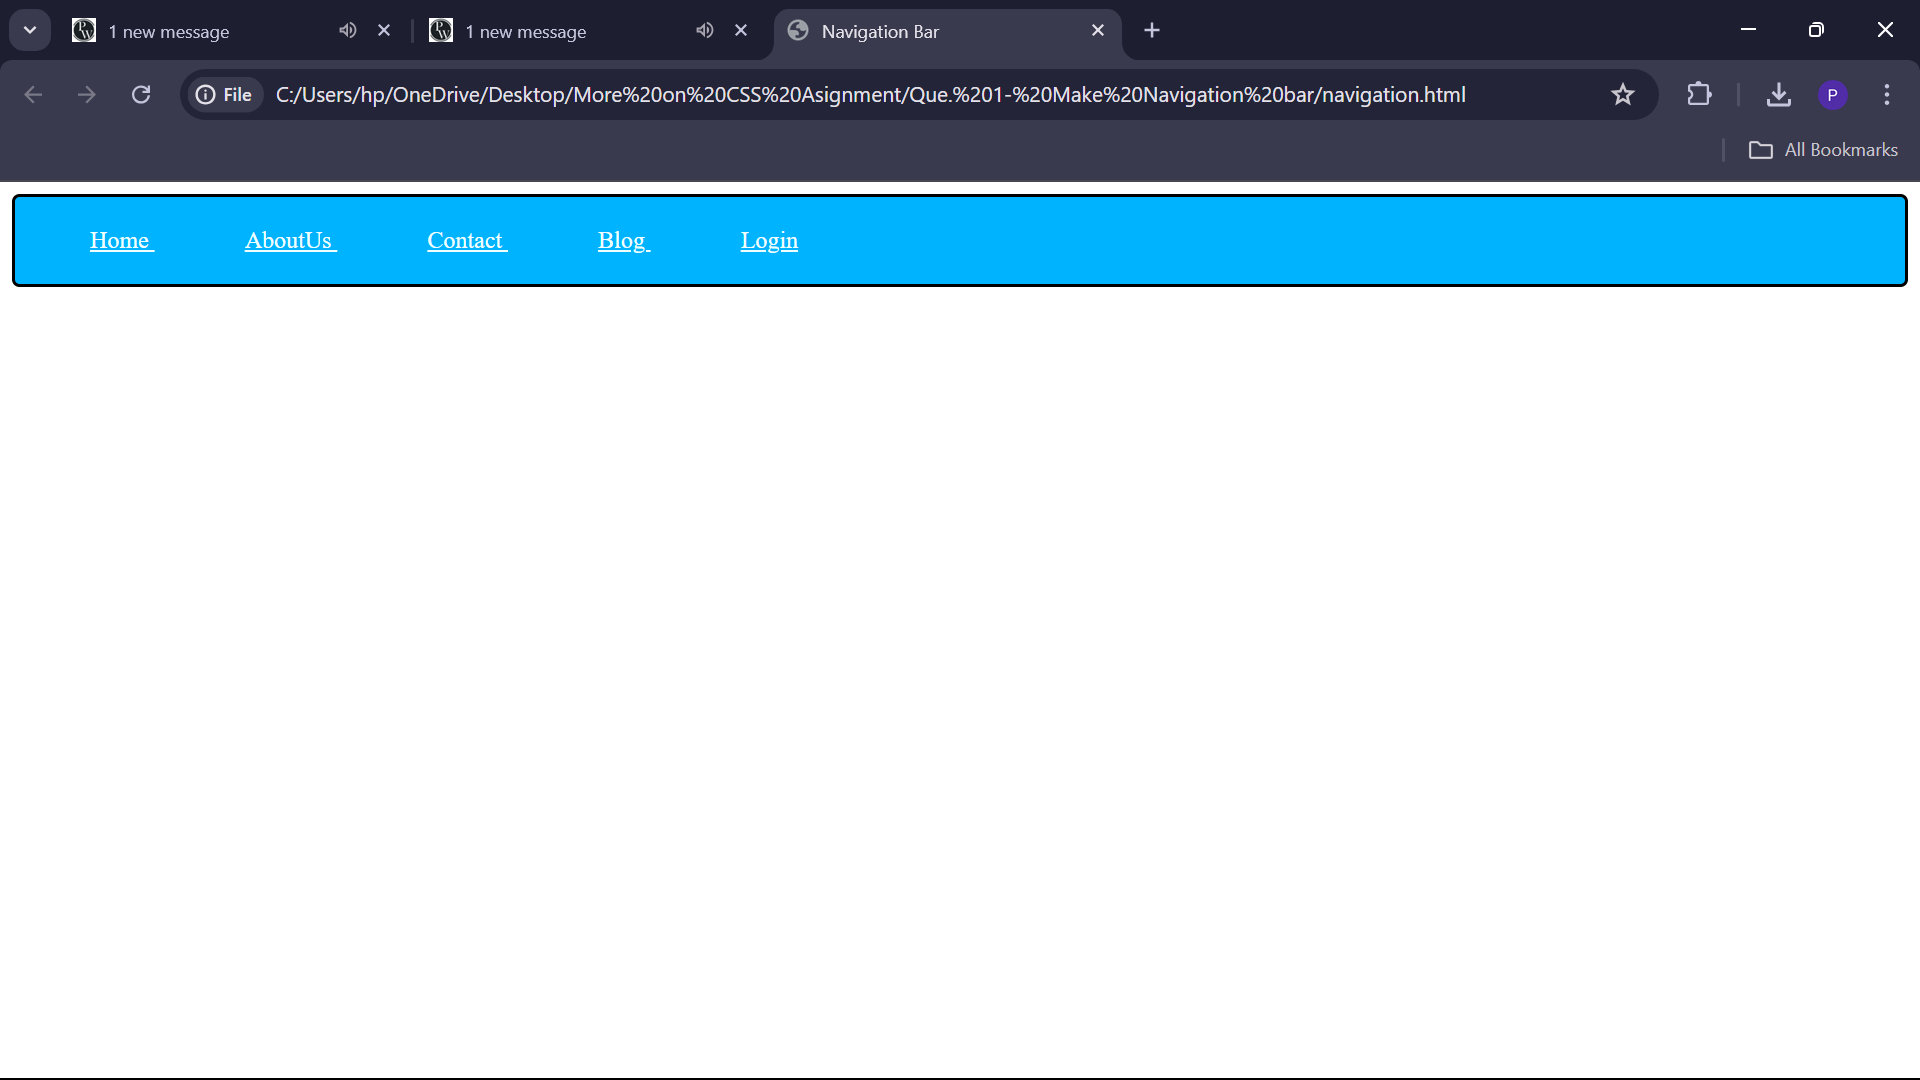 1 new message
1 new message
Navigation Bar
File
C:/Users/hp/OneDrive/Desktop/More%20on%20CSS%20Asignment/Que.%201-%20Make%20Navigation%20bar/navigation.html
P
All Bookmarks
Home AboutUs Contact Blog Login